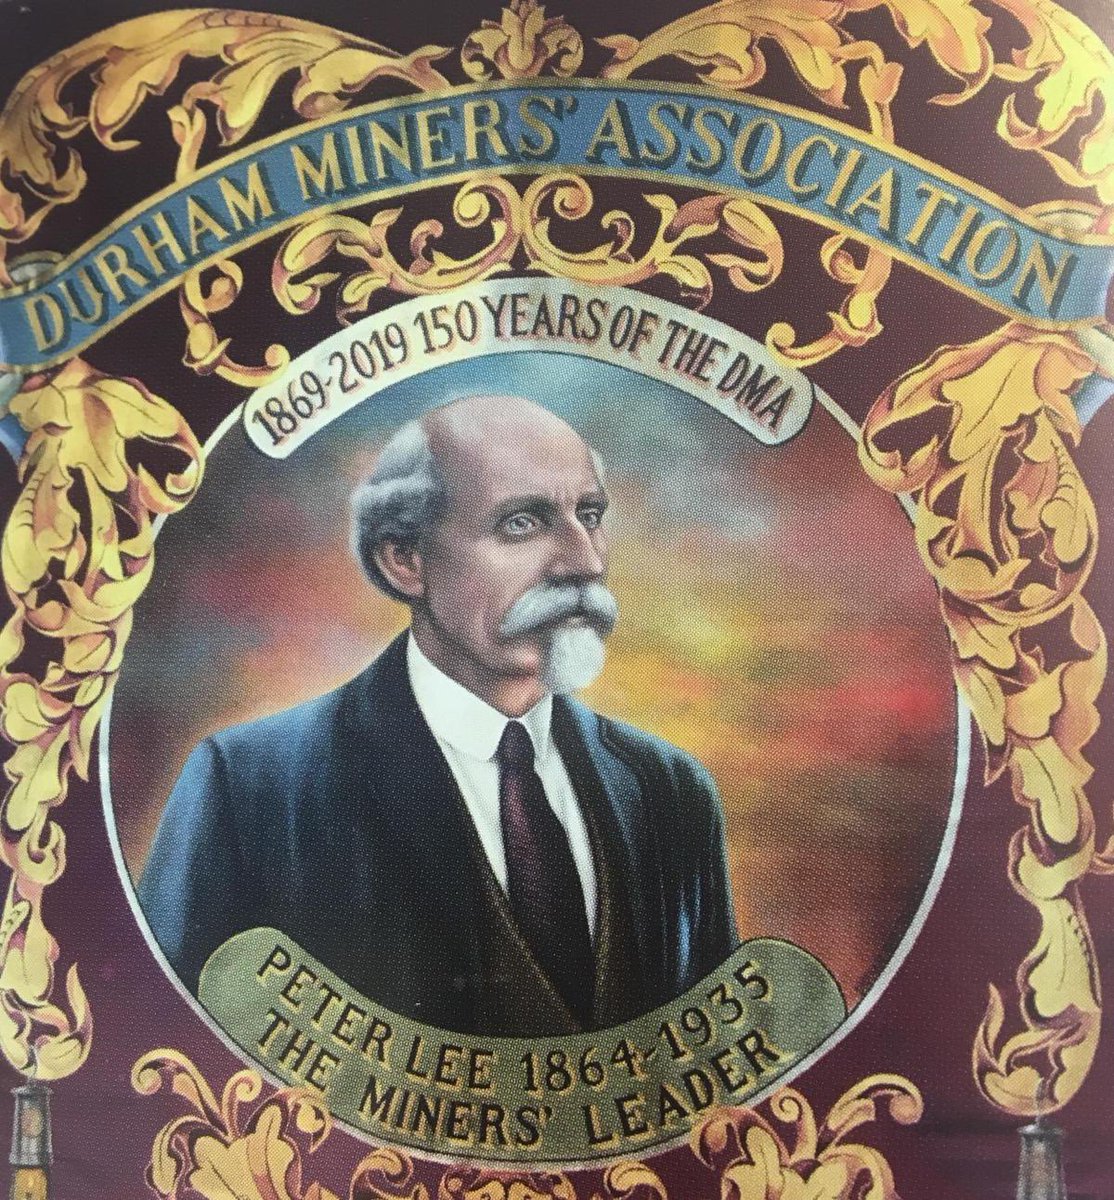 DURHAM MINERS' ASSOCIATION
1869-2019 150 YEARS OF THE DMA
PETER LEE 1864-1935
THE MINERS' LEADER